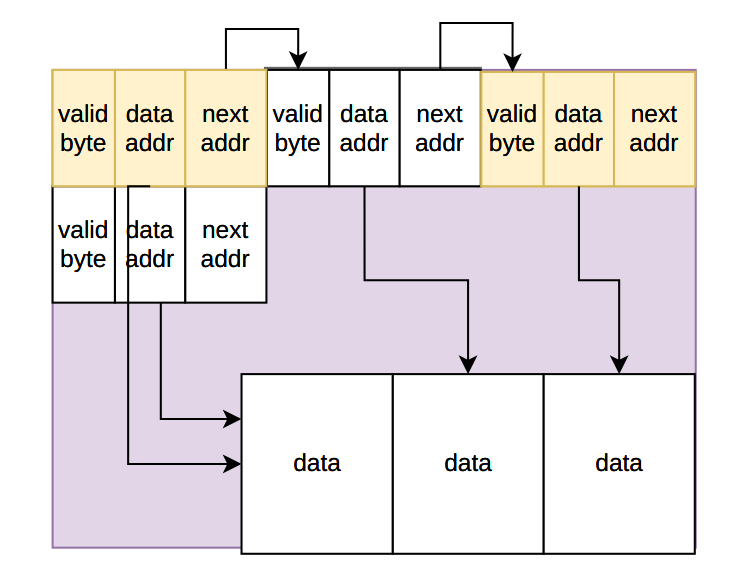 valid data next valid data next valid data next
byte addr addr byte addr addr byte addr addr
valid data next
byte addr addr
data data data